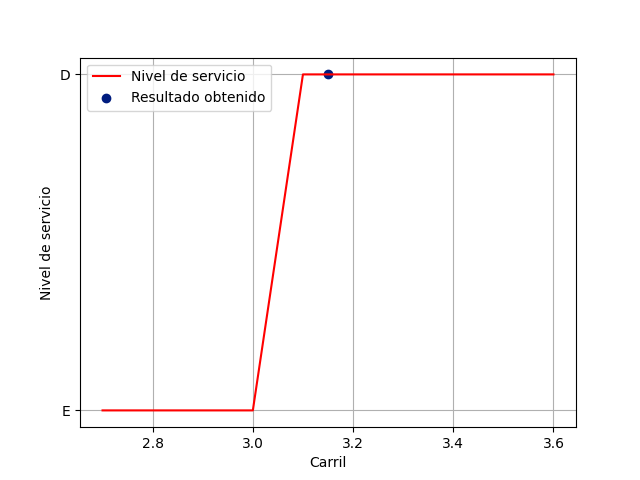 Nivel de servicio
Resultado obtenido
D
E
Nivel de servicio
2.8 3.0 3.2 3.4 3.6
Carril